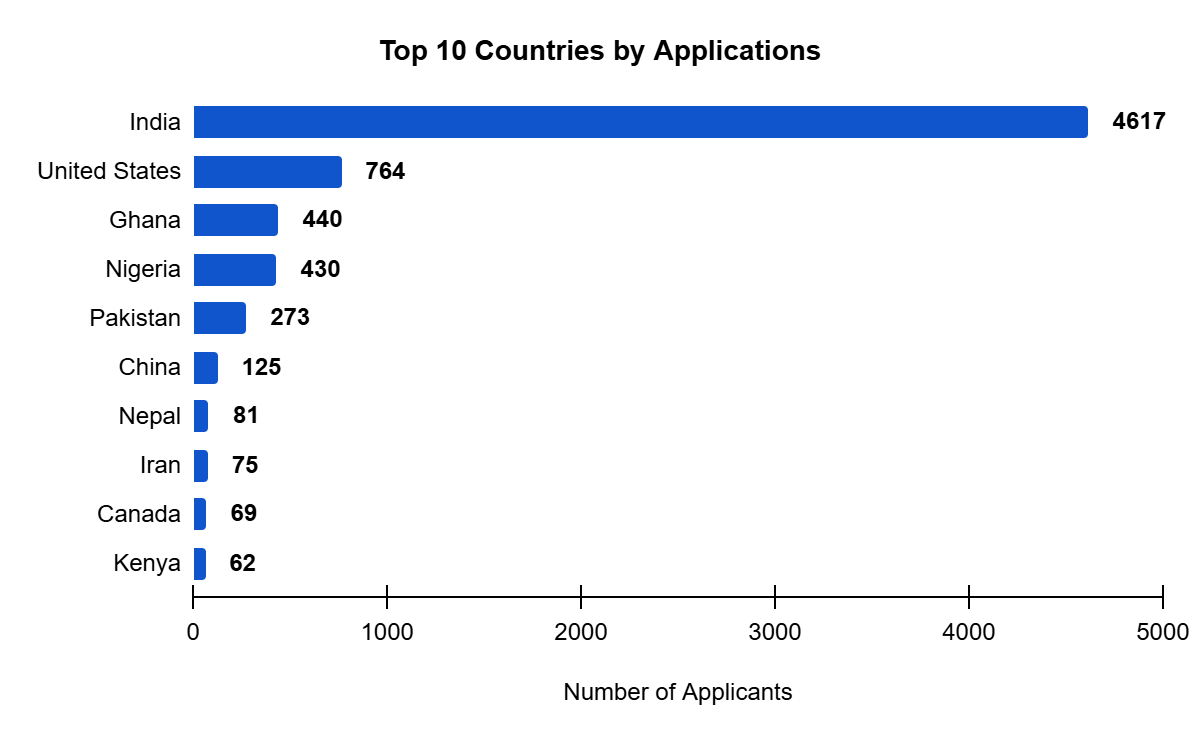 Top 10 Countries by Applications
India 4617
United States 764
Ghana 440
Nigeria 430
Pakistan 273
China 125
Nepal 81
Iran 75
Canada 69
Kenya 62
0 1000 2000 3000 4000 5000
Number of Applicants